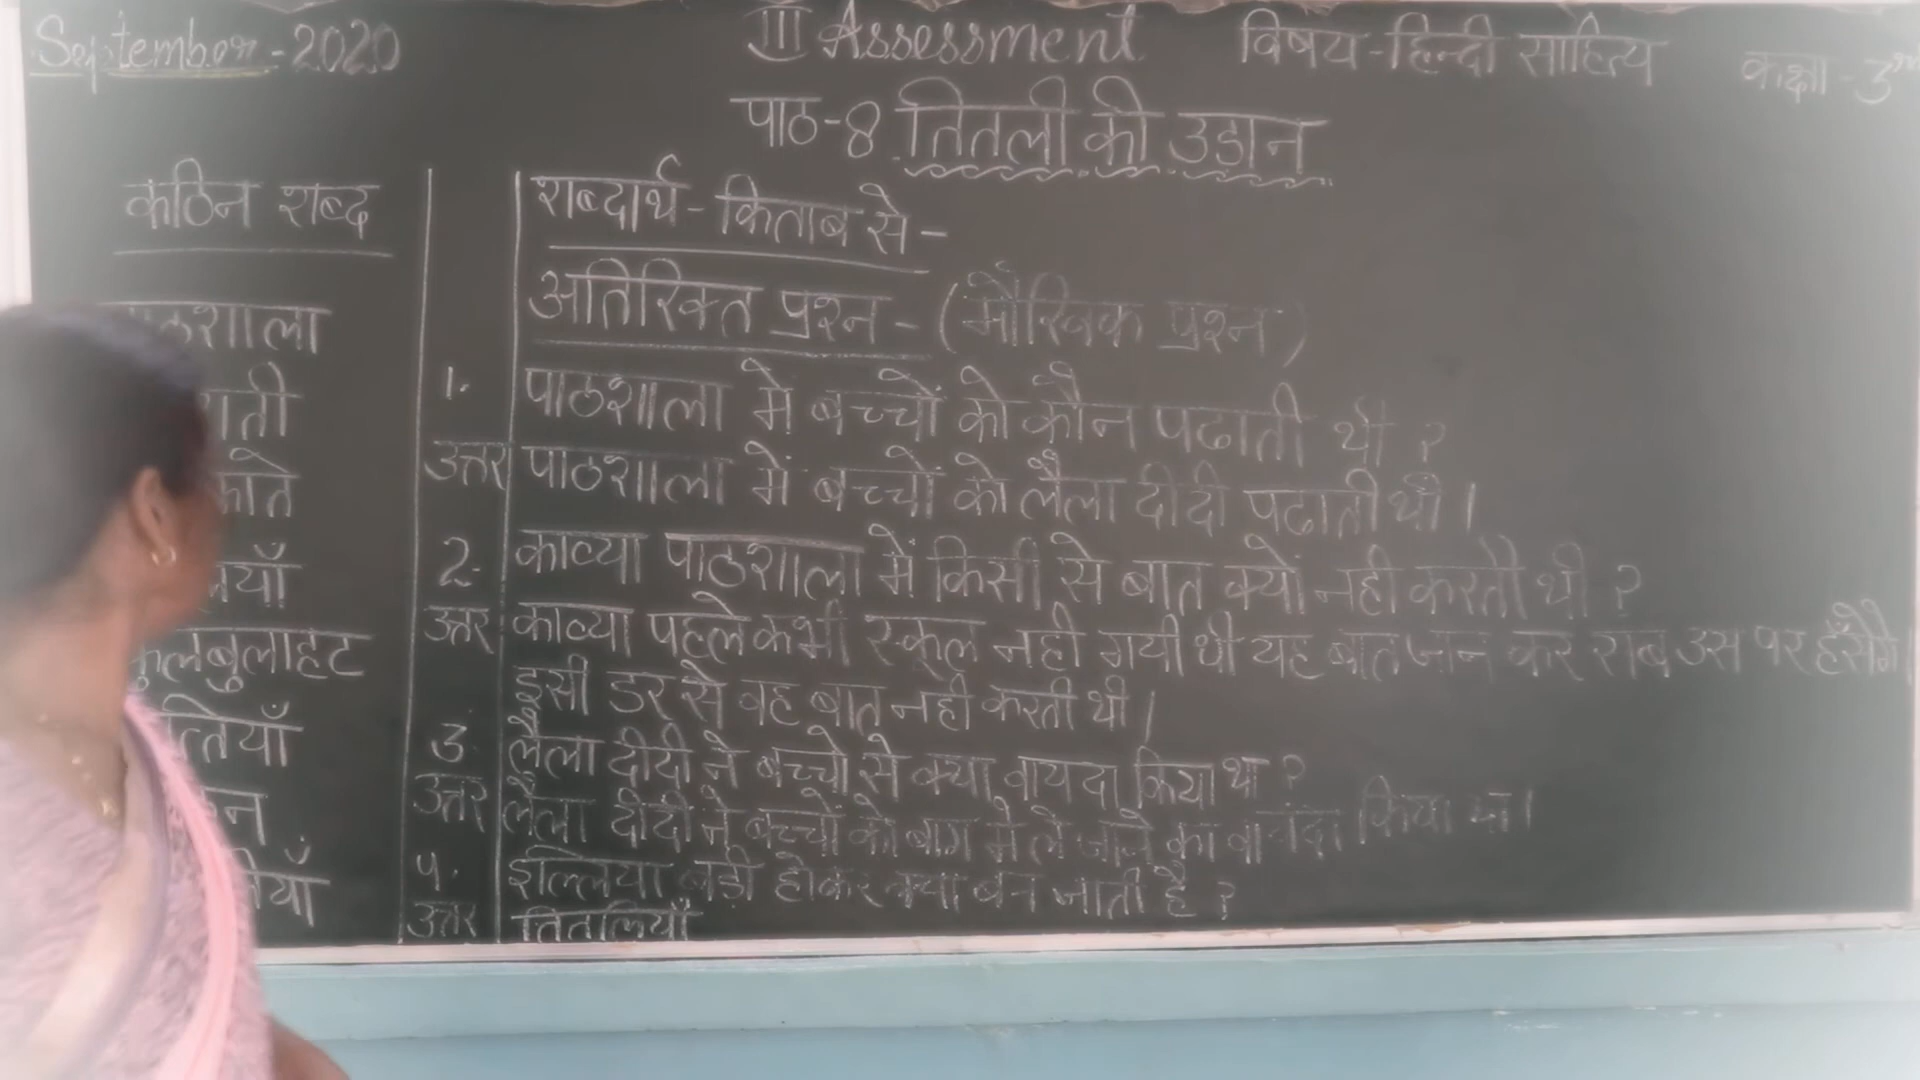 September-2020
III Assessment विषय-हिन्दी साहित्य कक्षा-3
पाठ-8 तितली की उडान
कठिन शब्द
कुलबुलाहट
शब्दार्थ - किताब से -
अतिरिक्त प्रश्न - (मौखिक प्रश्न)
1. पाठशाला मे बच्चों को कौन पढाती थी ?
उत्तर पाठशाला में बच्चों को लैला दीदी पढाती थी।
2. काव्या पाठशाला में किसी से बात क्यों नही करती थी ?
उत्तर काव्या पहले कभी स्कूल नही गयी थी यह बात जान कर सब उस पर हँसेंगे
इसी डर से वह बात नही करती थी।
3 लैला दीदी ने बच्चो से क्या वायदा किया था ?
उत्तर लैला दीदी ने बच्चों को बाग मे ले जाने का वायदा किया था।
4. इल्लिया बड़ी होकर क्या बन जाती है ?
उत्तर तितलियाँ